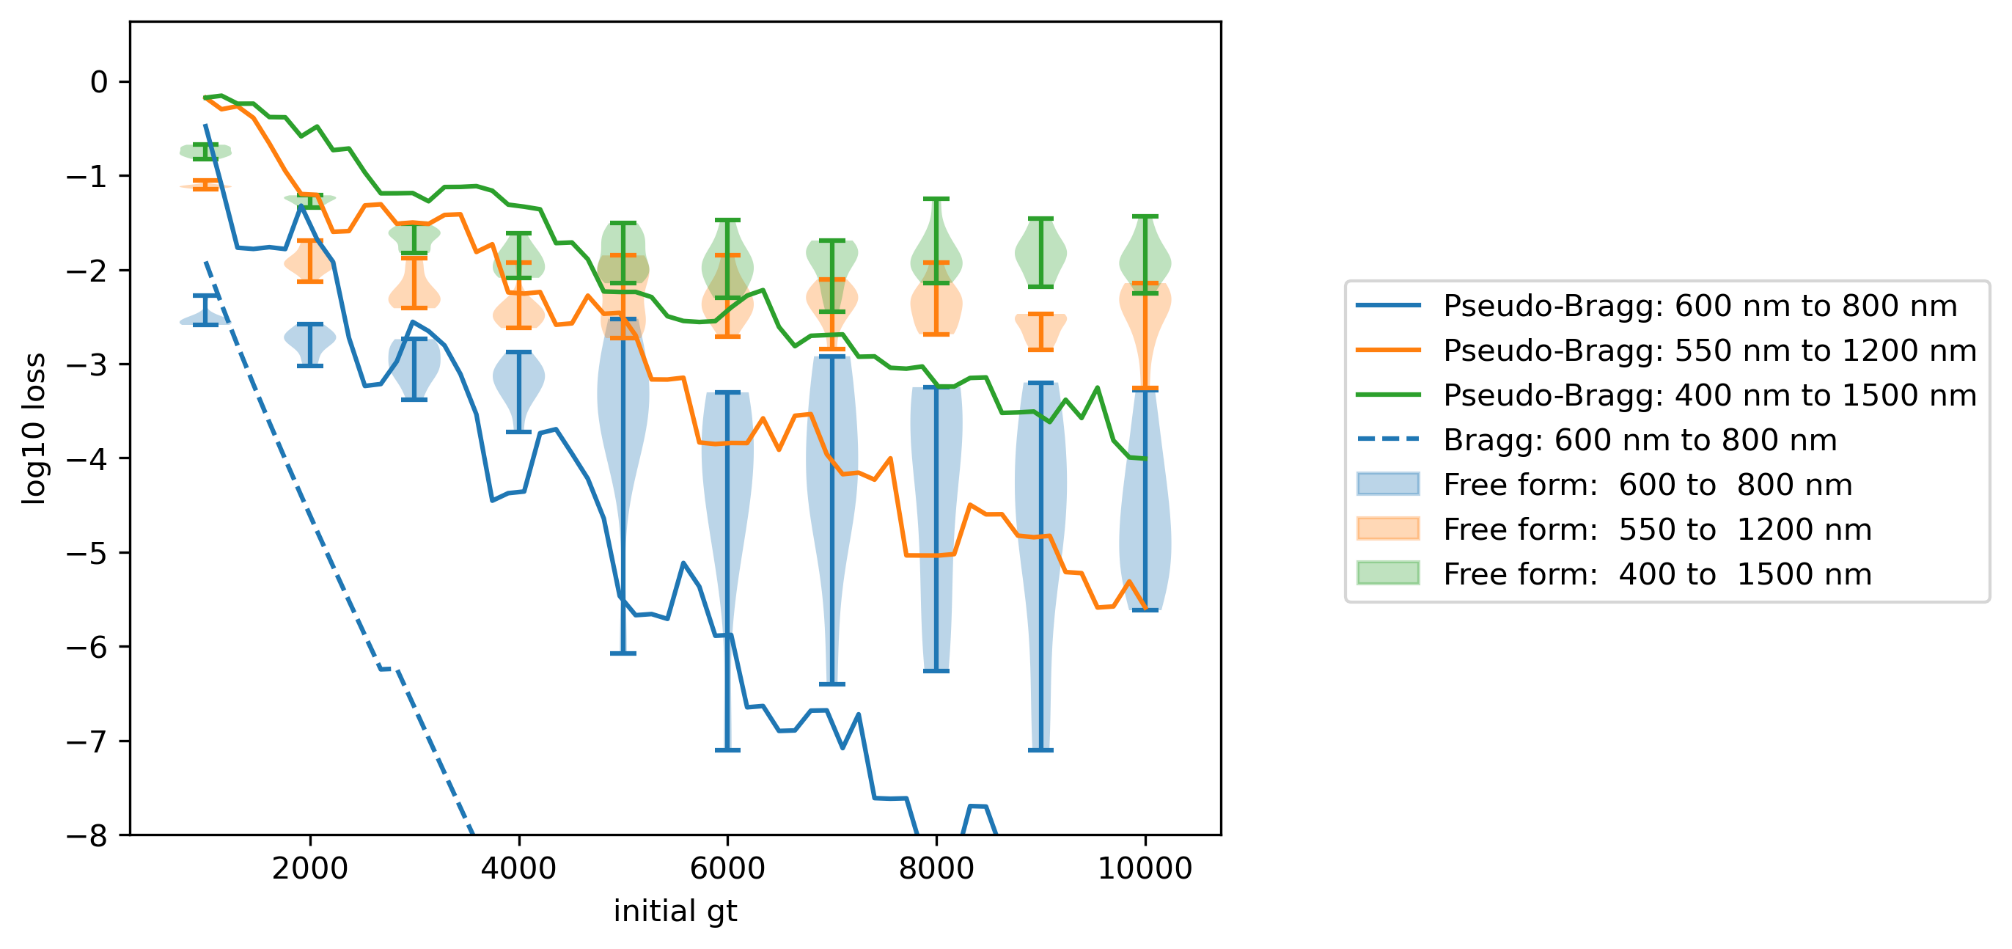 0
−1
−2
−3
−4
−5
−6
−7
−8
log10 loss
2000
4000
6000
8000
10000
initial gt
Pseudo-Bragg: 600 nm to 800 nm
Pseudo-Bragg: 550 nm to 1200 nm
Pseudo-Bragg: 400 nm to 1500 nm
Bragg: 600 nm to 800 nm
Free form:  600 to  800 nm
Free form:  550 to  1200 nm
Free form:  400 to  1500 nm